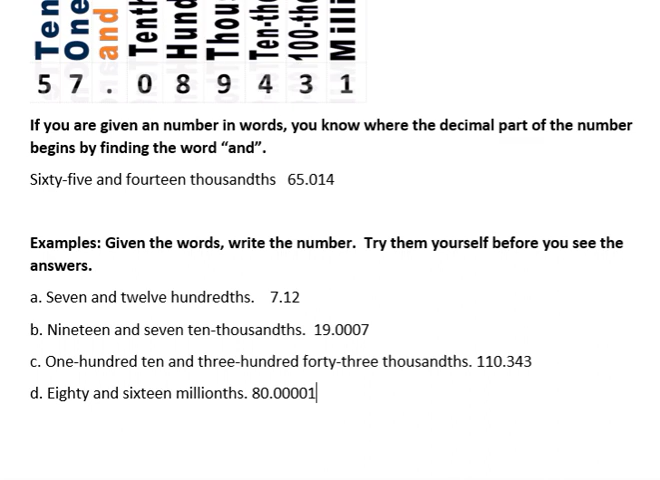 Ten
One
and
Tenth
Hund
Thou
Ten-th
100-th
Milli
5 7 . 0 8 9 4 3 1
If you are given an number in words, you know where the decimal part of the number
begins by finding the word “and”.
Sixty-five and fourteen thousandths 65.014
Examples: Given the words, write the number. Try them yourself before you see the
answers.
a. Seven and twelve hundredths. 7.12
b. Nineteen and seven ten-thousandths. 19.0007
c. One-hundred ten and three-hundred forty-three thousandths. 110.343
d. Eighty and sixteen millionths. 80.00001